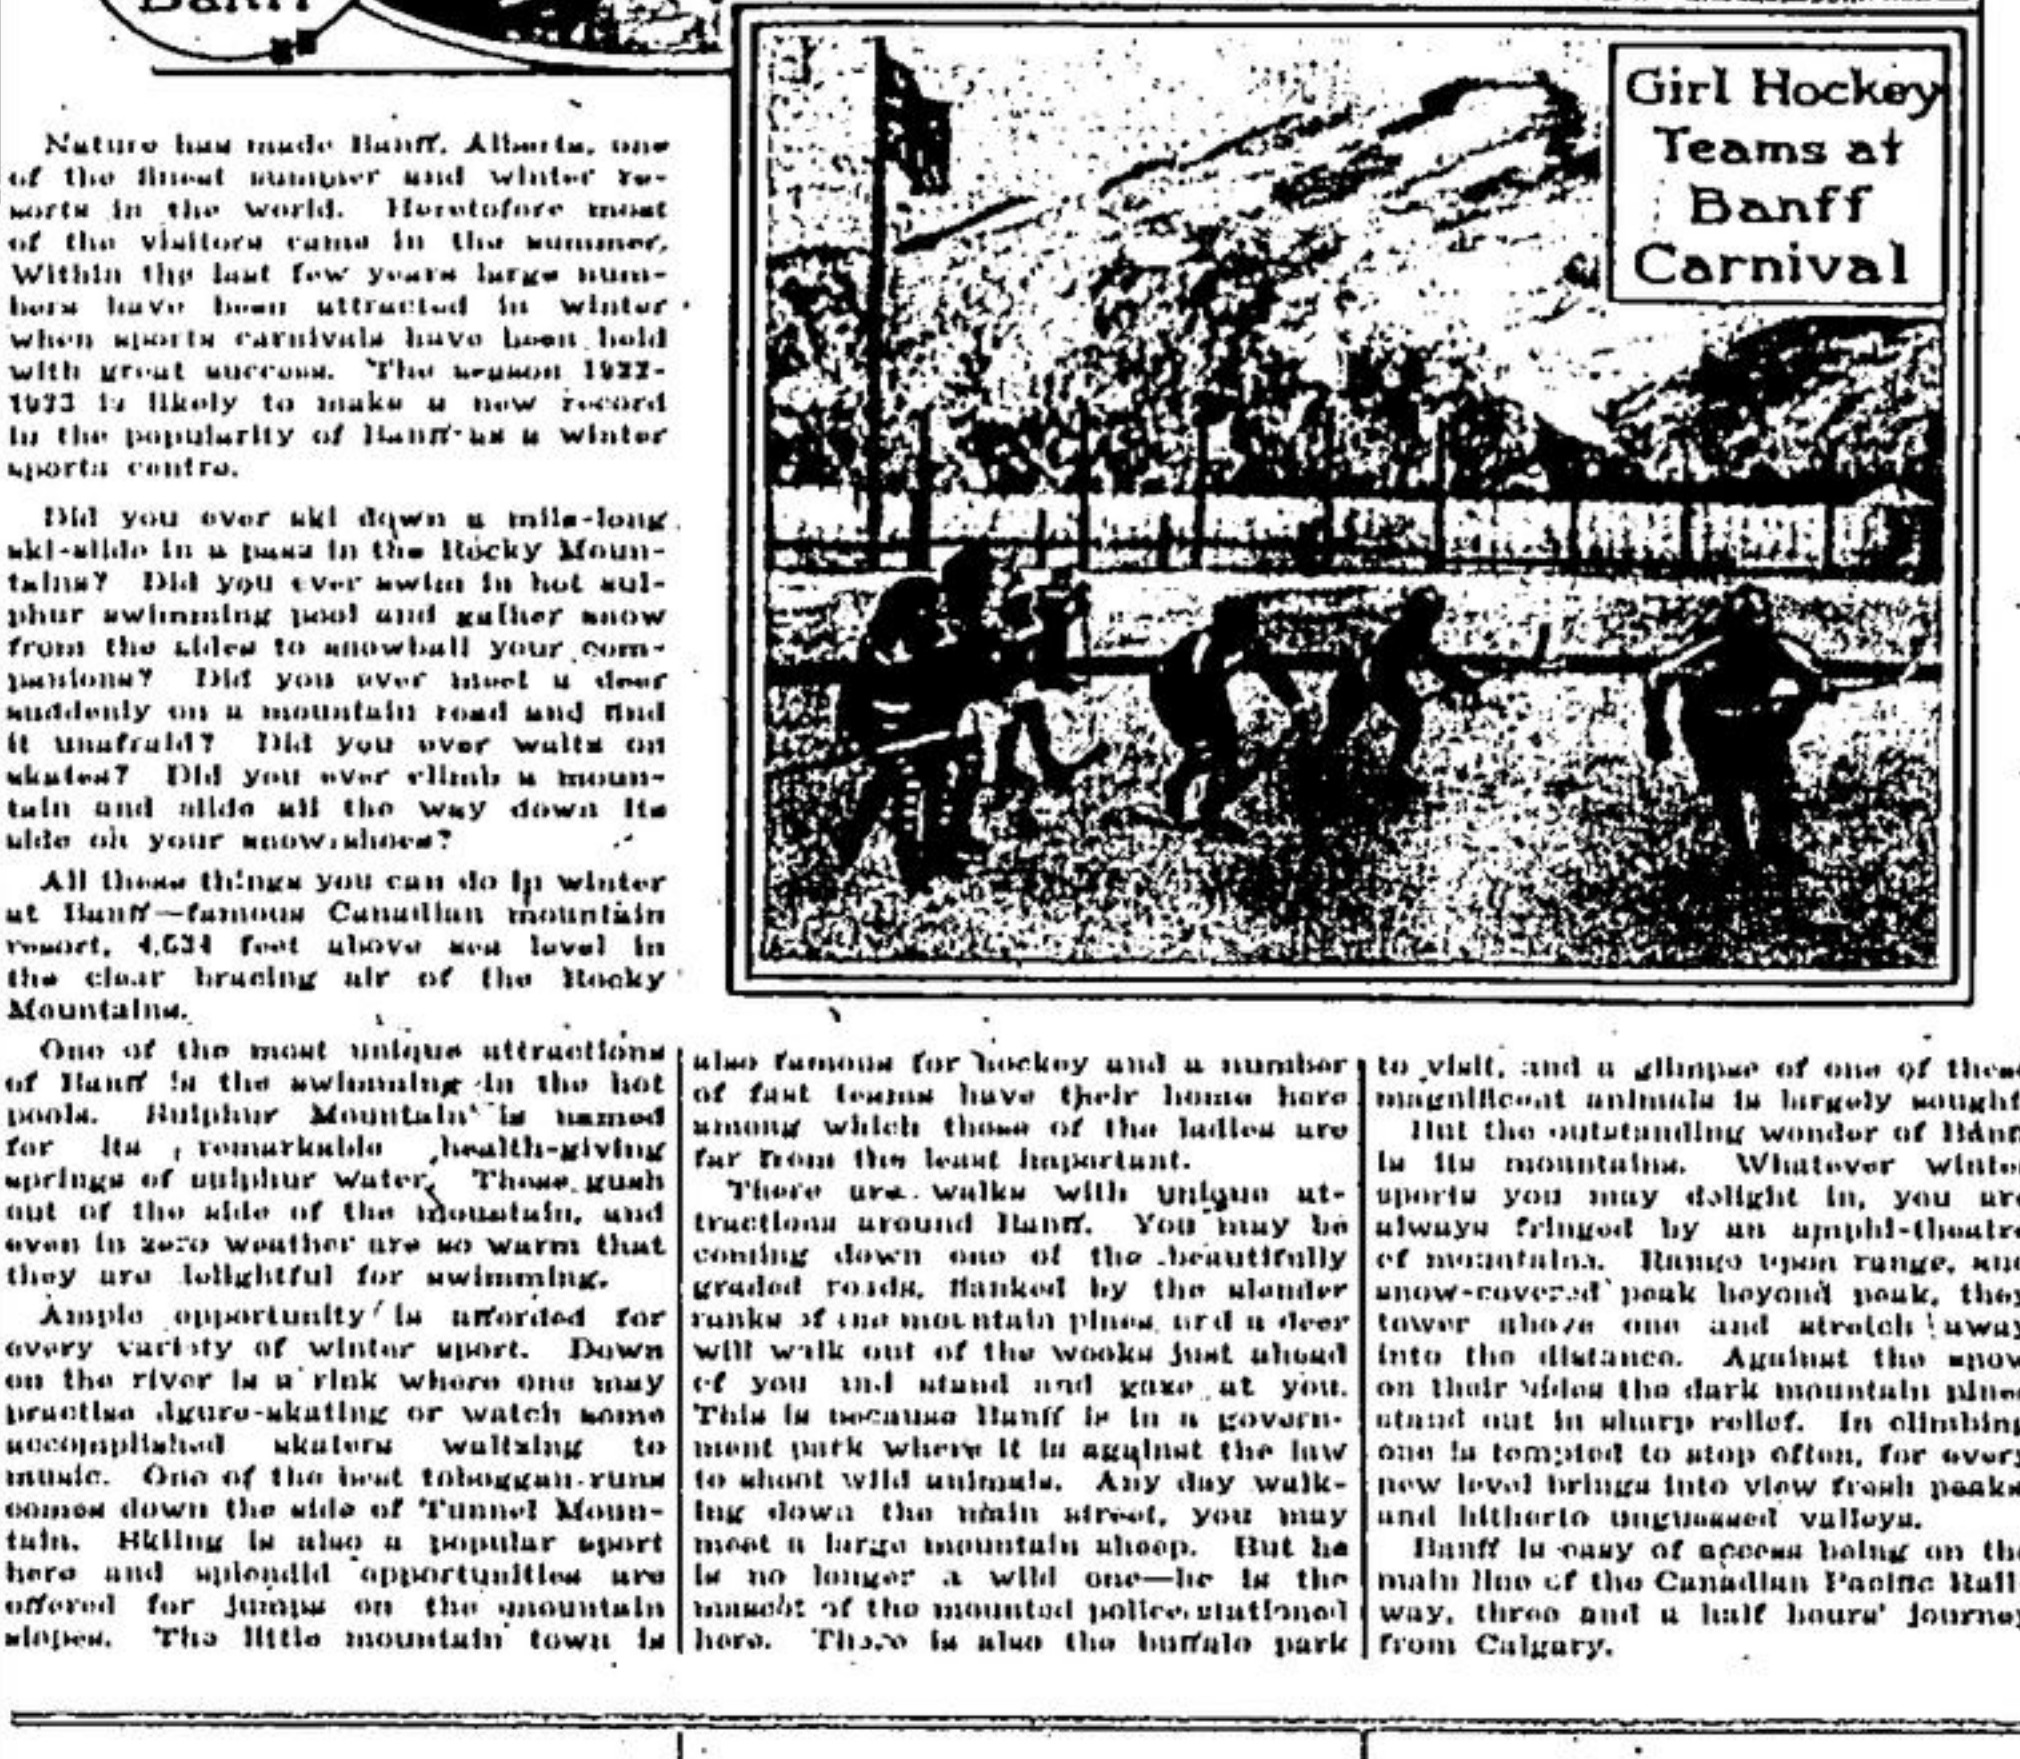 Banff
Girl Hockey
Teams at
Banff
Carnival
Nature has made Banff, Alberta, one
of the finest summer and winter re-
sorts in the world. Heretofore most
of the visitors came in the summer.
Within the last few years large num-
bers have been attracted in winter
when sports carnivals have been held
with great success. The season 1922-
1923 is likely to make a new record
in the popularity of Banff as a winter
sports centre.
Did you ever ski down a mile-long
ski-slide in a pass in the Rocky Moun-
tains? Did you ever swim in hot sul-
phur swimming pool and gather snow
from the sides to snowball your com-
panions? Did you ever meet a deer
suddenly on a mountain road and find
it unafraid? Did you ever waltz on
skates? Did you ever climb a moun-
tain and slide all the way down its
side on your snow-shoes?
All these things you can do in winter
at Banff—famous Canadian mountain
resort, 4,534 feet above sea level in
the clear bracing air of the Rocky
Mountains.
One of the most unique attractions
of Banff is the swimming in the hot
pools. Sulphur Mountain is named
for its remarkable health-giving
springs of sulphur water. These gush
out of the side of the mountain, and
even in zero weather are so warm that
they are delightful for swimming.
Ample opportunity is afforded for
every variety of winter sport. Down
on the river is a rink where one may
practise figure-skating or watch some
accomplished skaters waltzing to
music. One of the best toboggan runs
comes down the side of Tunnel Moun-
tain. Skiing is also a popular sport
here and splendid opportunities are
offered for jumps on the mountain
slopes. The little mountain town is
also famous for hockey and a number
of fast teams have their home here
among which those of the ladies are
far from the least important.
There are walks with unique at-
tractions around Banff. You may be
coming down one of the beautifully
graded roads, flanked by the slender
ranks of the mountain pines and a deer
will walk out of the wooks just ahead
of you and stand and gaze at you.
This is because Banff is in a govern-
ment park where it is against the law
to shoot wild animals. Any day walk-
ing down the main street, you may
meet a large mountain sheep. But he
is no longer a wild one—he is the
mascot of the mounted police stationed
here. There is also the buffalo park
to visit, and a glimpse of one of these
magnificent animals is largely sought
But the outstanding wonder of Banff
is its mountains. Whatever winter
sports you may delight in, you are
always fringed by an amphi-theatre
of mountains. Range upon range, and
snow-covered peak beyond peak, they
tower above one and stretch away
into the distance. Against the snow
on their sides the dark mountain pines
stand out in sharp relief. In climbing
one is tempted to stop often, for every
new level brings into view fresh peaks
and hitherto unguessed valleys.
Banff is easy of access being on the
main line of the Canadian Pacific Rail-
way, three and a half hours' journey
from Calgary.